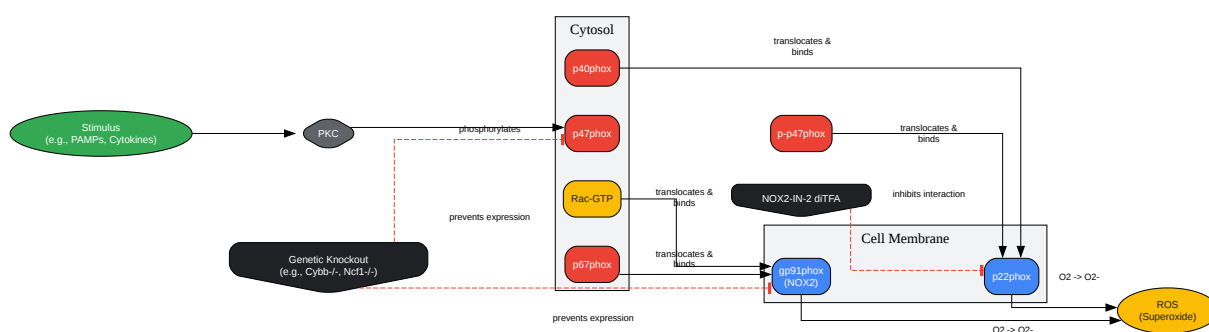 Cytosol
translates &
binds
p40phox
Stimulus
(e.g., PAMPs, Cytokines)
PKC
phosphorylates
p47phox
p-p47phox
translocates &
binds
Rac-GTP
translocates &
binds
NOX2-IN-2 diTFA
inhibits interaction
prevents expression
Cell Membrane
Genetic Knockout
(e.g., Cybb-/-, Ncf1-/-)
p67phox
translocates &
binds
gp91phox
(NOX2)
p22phox
O2 -> O2-
ROS
(Superoxide)
prevents expression
O2 -> O2-